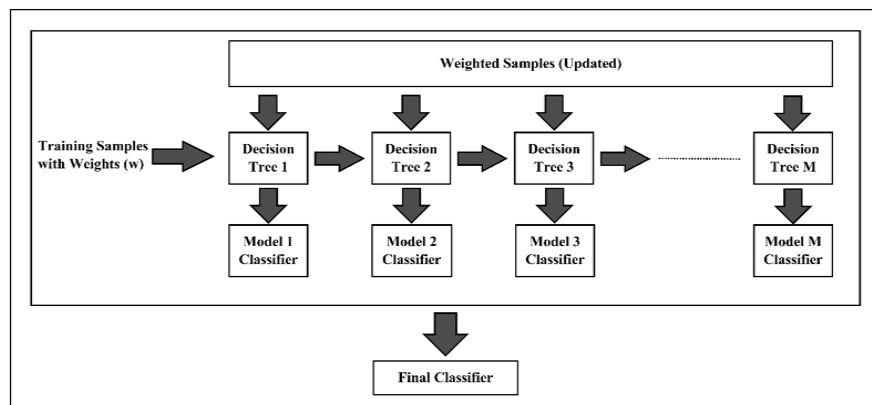 Weighted Samples (Updated)
Training Samples
with Weights (w)
Decision
Tree 1
Decision
Tree 2
Decision
Tree 3
Decision
Tree M
Model 1
Classifier
Model 2
Classifier
Model 3
Classifier
Model M
Classifier
Final Classifier